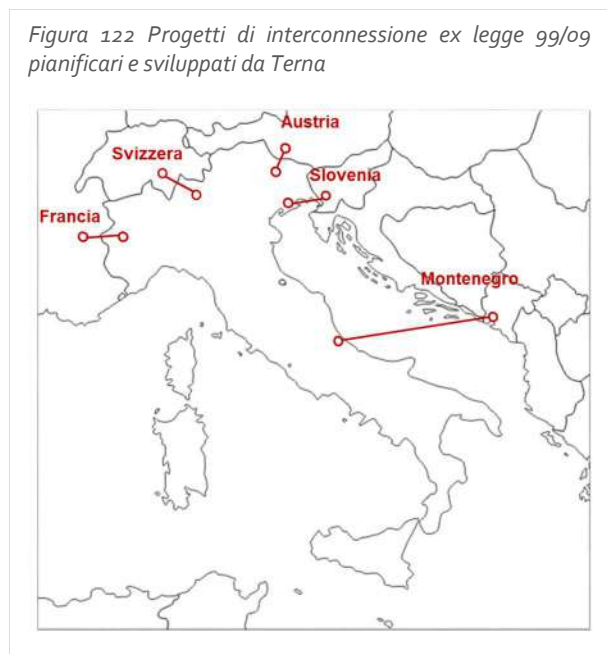 Figura 122 Progetti di interconnessione ex legge 99/09
pianificari e sviluppati da Terna
Austria
Svizzera
Slovenia
Francia
Montenegro